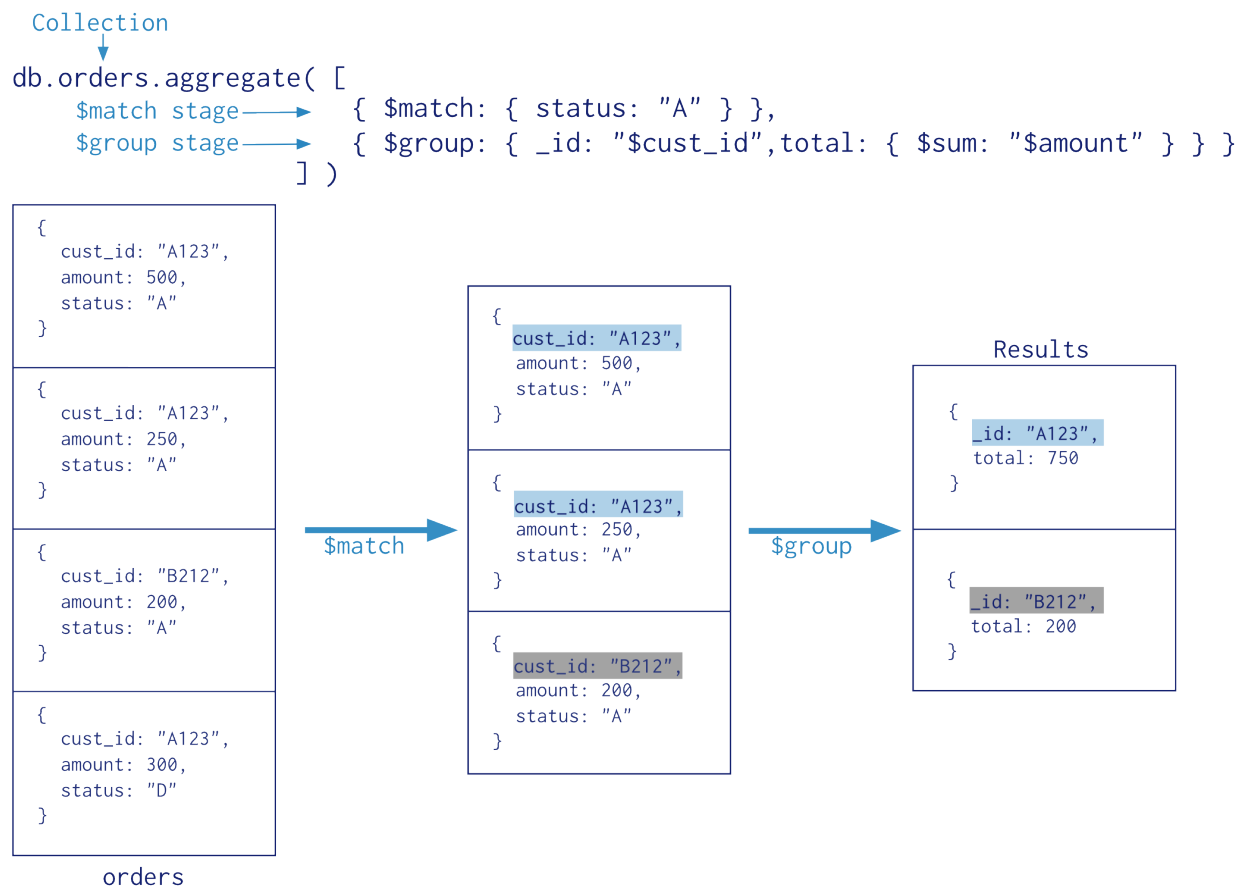 Collection
db.orders.aggregate( [
$match stage
{ $match: { status: "A" } },
$group stage
{ $group: { _id: "$cust_id",total: { $sum: "$amount" } } }
] )
{
cust_id: "A123",
amount: 500,
status: "A"
}
{
cust_id: "A123",
amount: 250,
status: "A"
}
{
cust_id: "B212",
amount: 200,
status: "A"
}
{
cust_id: "A123",
amount: 300,
status: "D"
}
orders
$match
{
cust_id: "A123",
amount: 500,
status: "A"
}
{
cust_id: "A123",
amount: 250,
status: "A"
}
{
cust_id: "B212",
amount: 200,
status: "A"
}
$group
Results
{
_id: "A123",
total: 750
}
{
_id: "B212",
total: 200
}